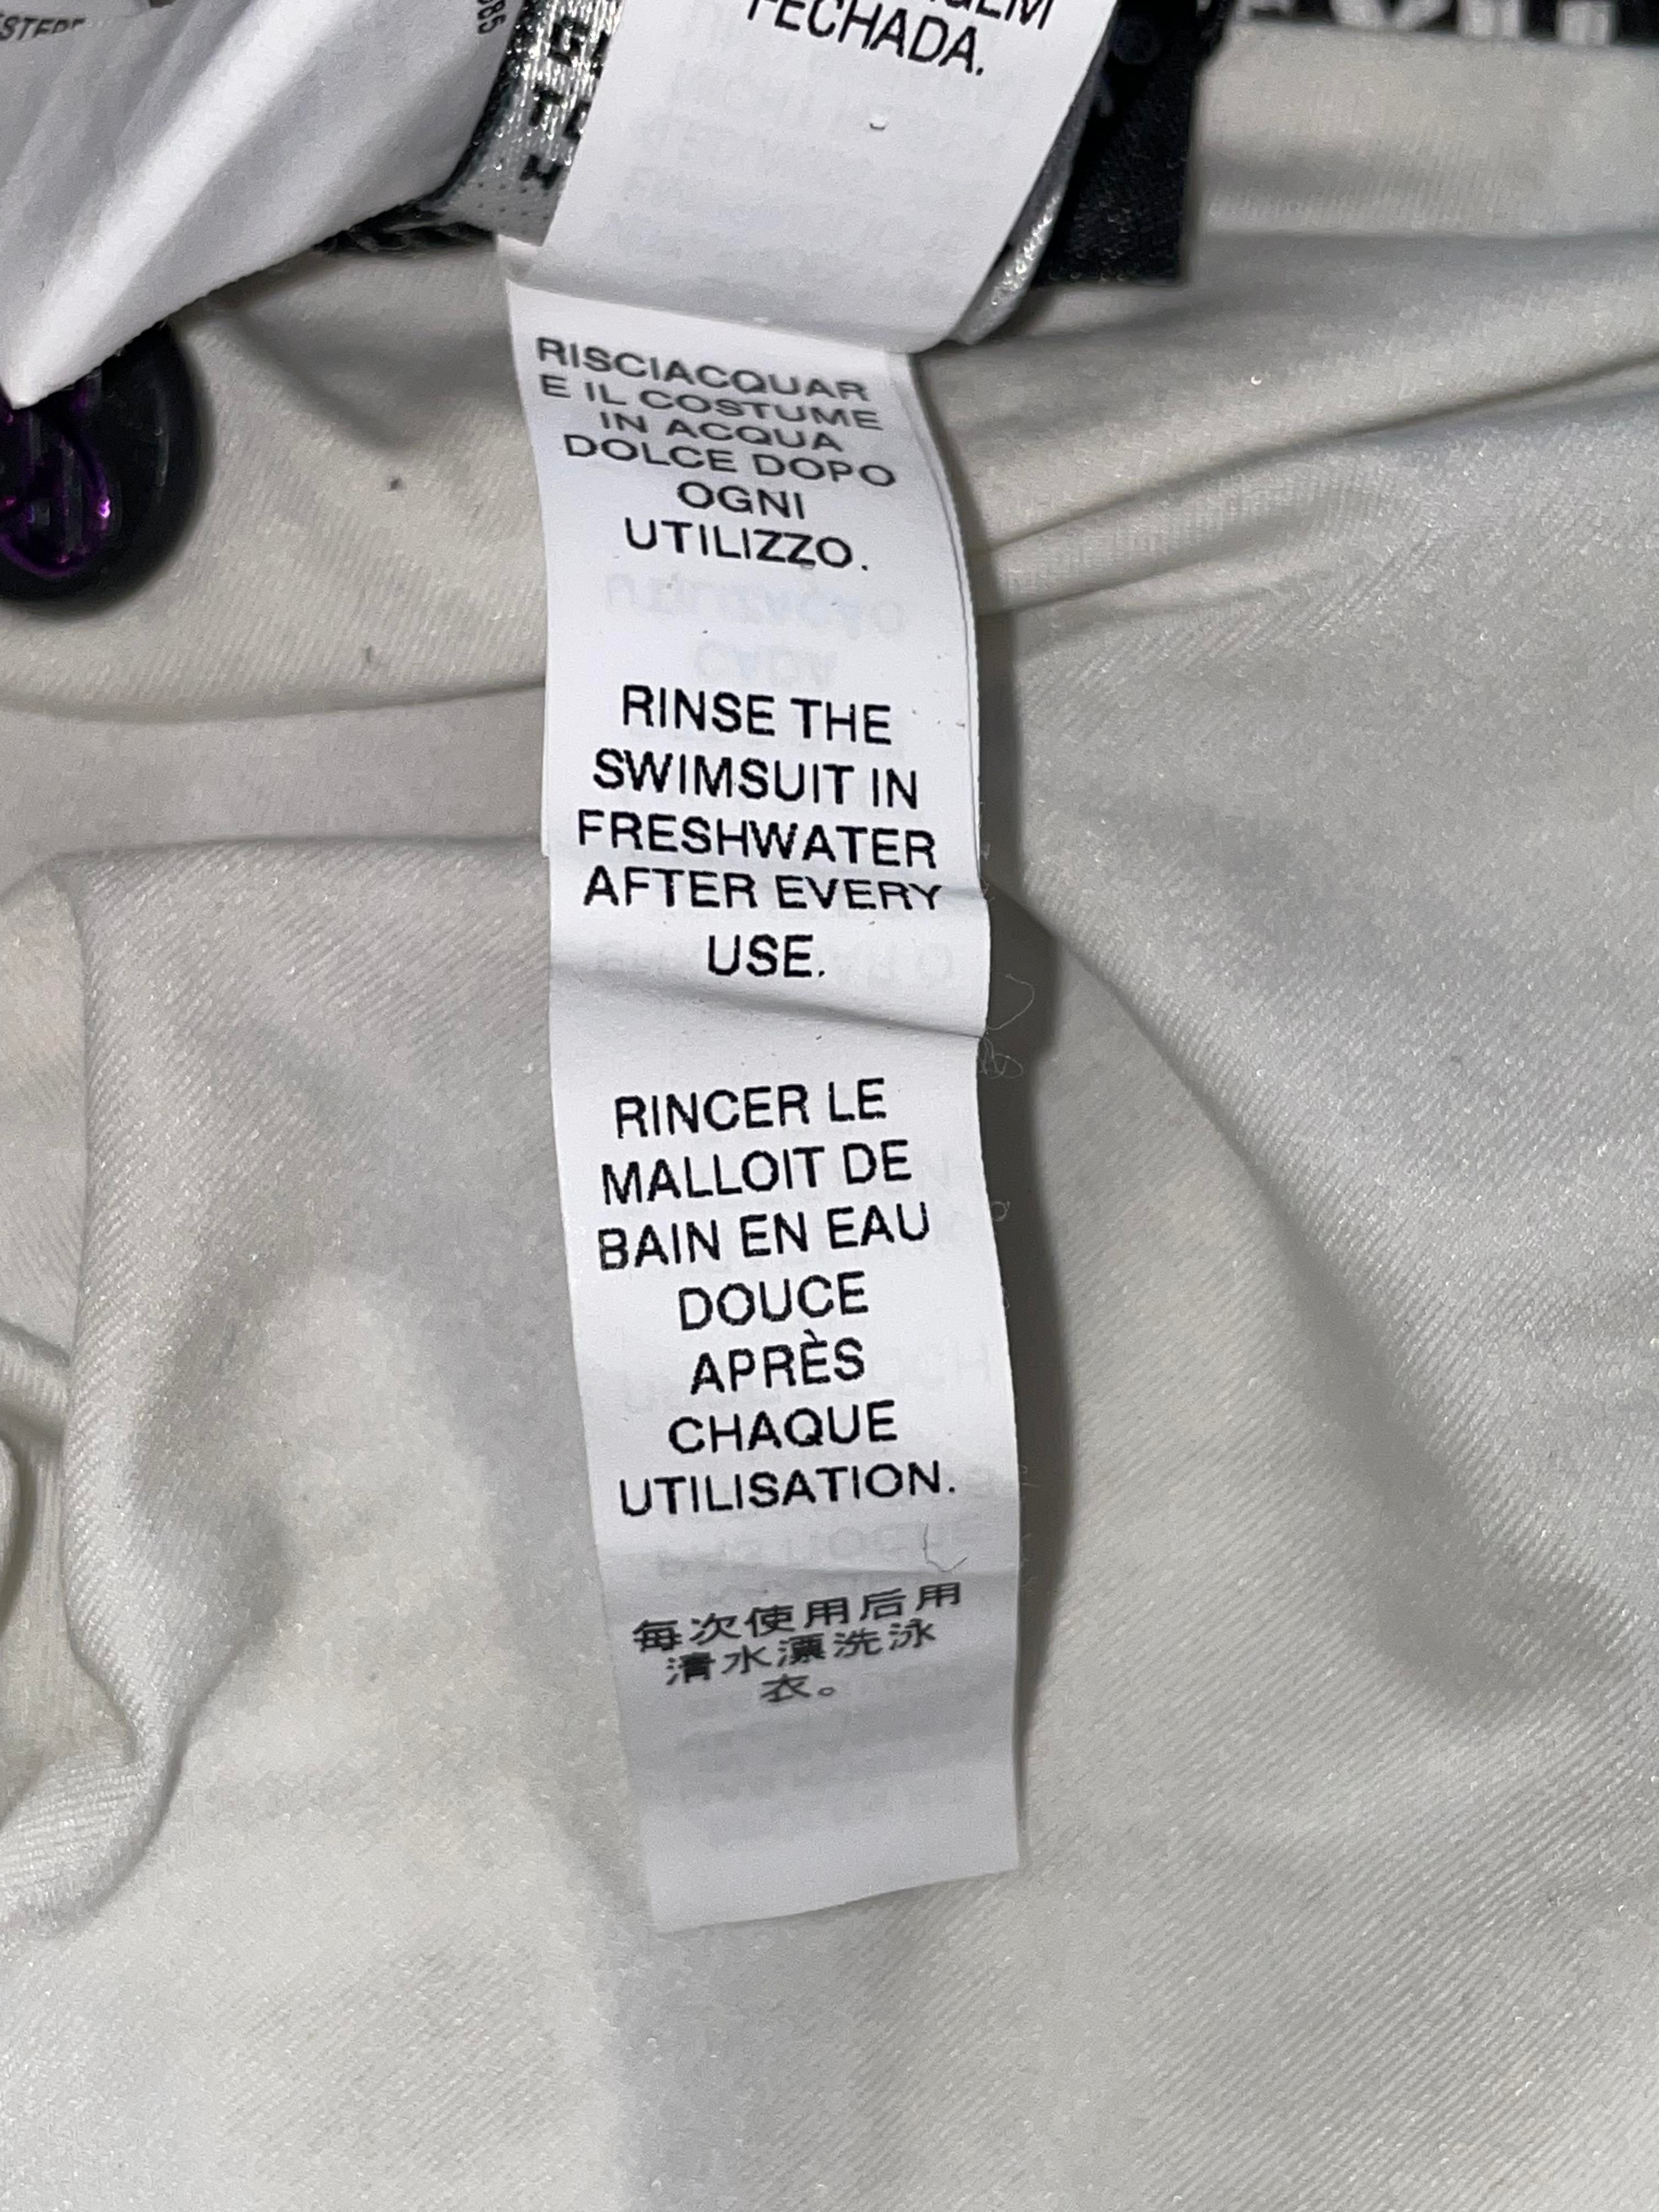 FECHADA.
RISCIACQUAR
E IL COSTUME
IN ACQUA
DOLCE DOPO
OGNI
UTILIZZO.
RINSE THE
SWIMSUIT IN
FRESHWATER
AFTER EVERY
USE.
RINCER LE
MALLOIT DE
BAIN EN EAU
DOUCE
APRÈS
CHAQUE
UTILISATION.
每次使用后用
清水漂洗泳
衣。